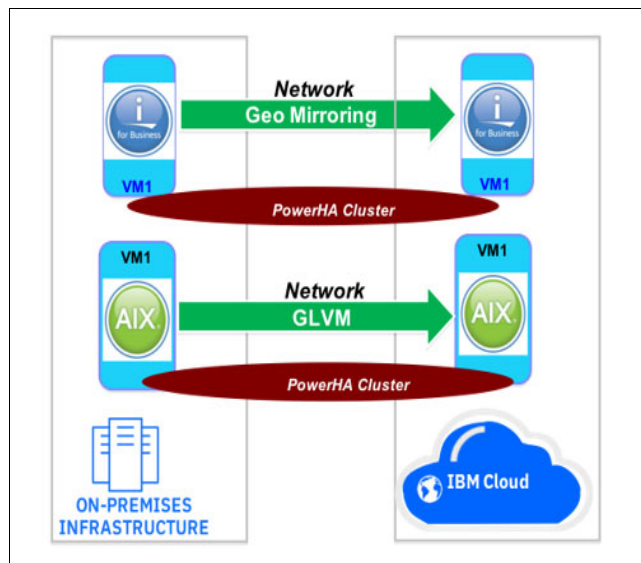 Network
Geo Mirroring
i
for Business
VM1
i
for Business
VM1
PowerHA Cluster
VM1
AIX
Network
GLVM
VM1
AIX
PowerHA Cluster
ON-PREMISES
INFRASTRUCTURE
IBM Cloud